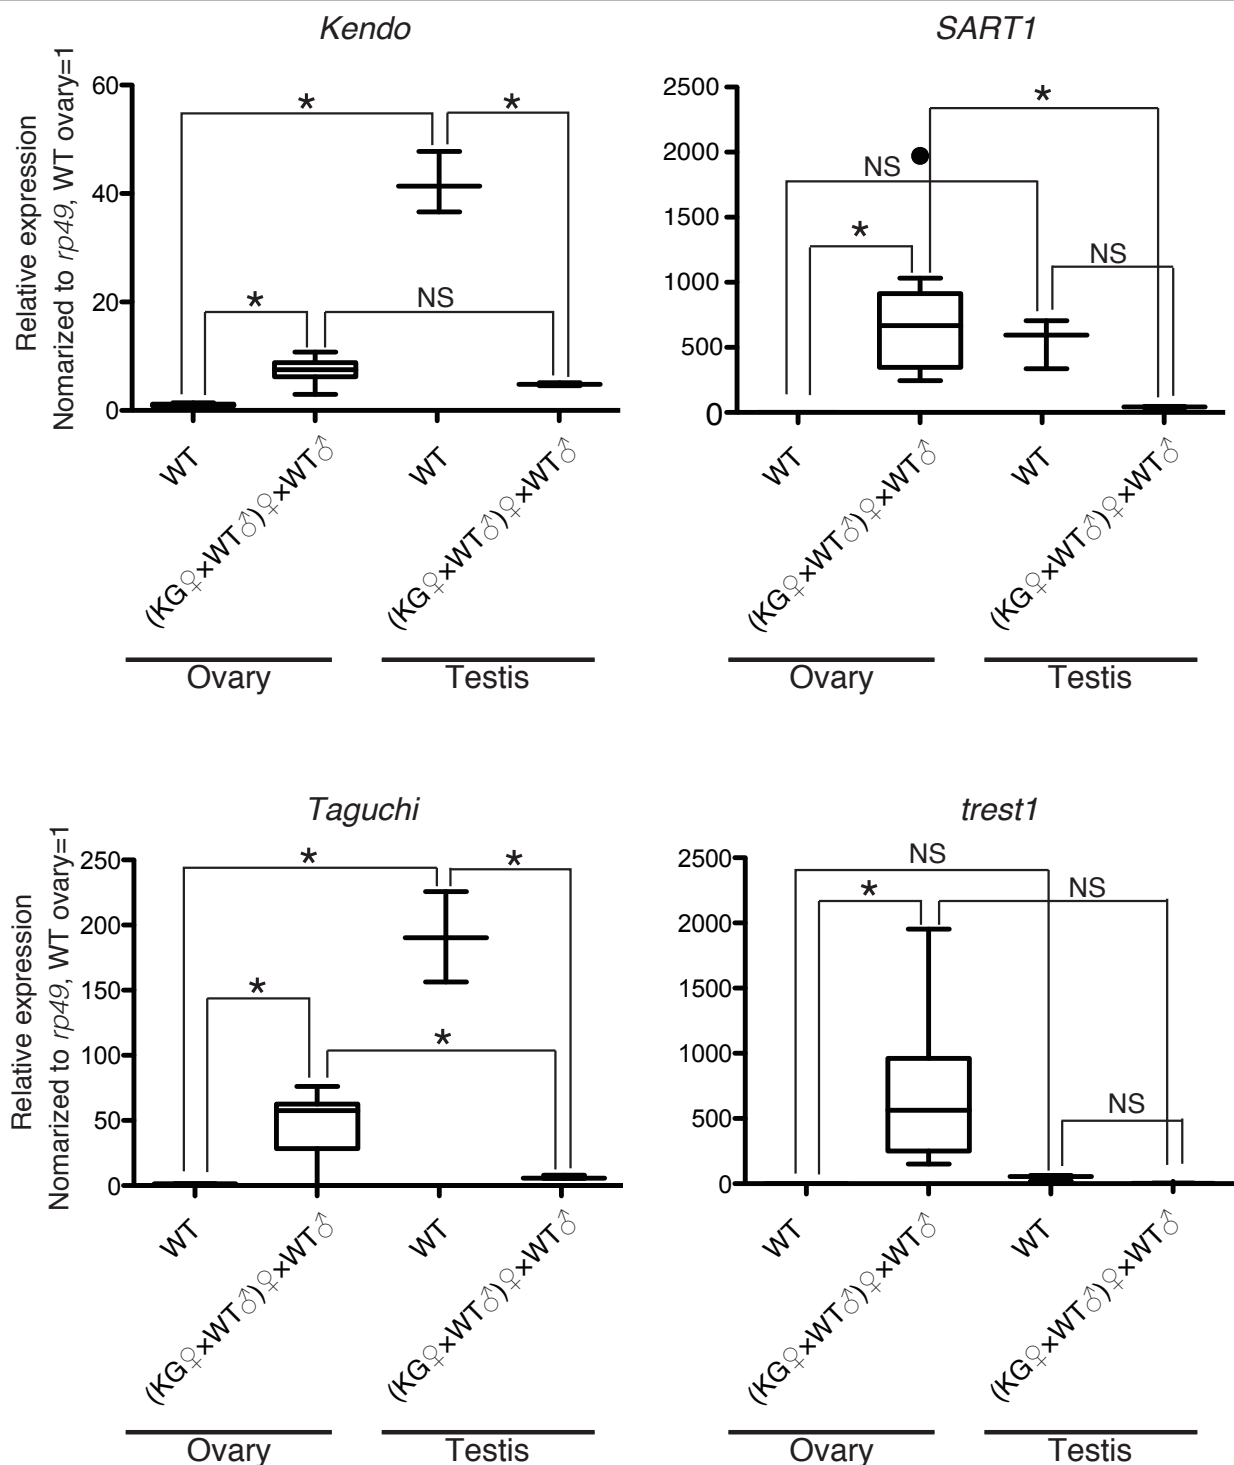 Kendo
Relative expression
Nomarized to rp49, WT ovary=1
60
40
20
0
*
*
*
NS
WT
(KG♀×WT♂)♀×WT♂
WT
(KG♀×WT♂)♀×WT♂
Ovary
Testis
SART1
2500
2000
1500
1000
500
0
*
NS
*
NS
WT
(KG♀×WT♂)♀×WT♂
WT
(KG♀×WT♂)♀×WT♂
Ovary
Testis
Taguchi
Relative expression
Nomarized to rp49, WT ovary=1
250
200
150
100
50
0
*
*
*
*
WT
(KG♀×WT♂)♀×WT♂
WT
(KG♀×WT♂)♀×WT♂
Ovary
Testis
trest1
2500
2000
1500
1000
500
0
NS
*
NS
NS
WT
(KG♀×WT♂)♀×WT♂
WT
(KG♀×WT♂)♀×WT♂
Ovary
Testis